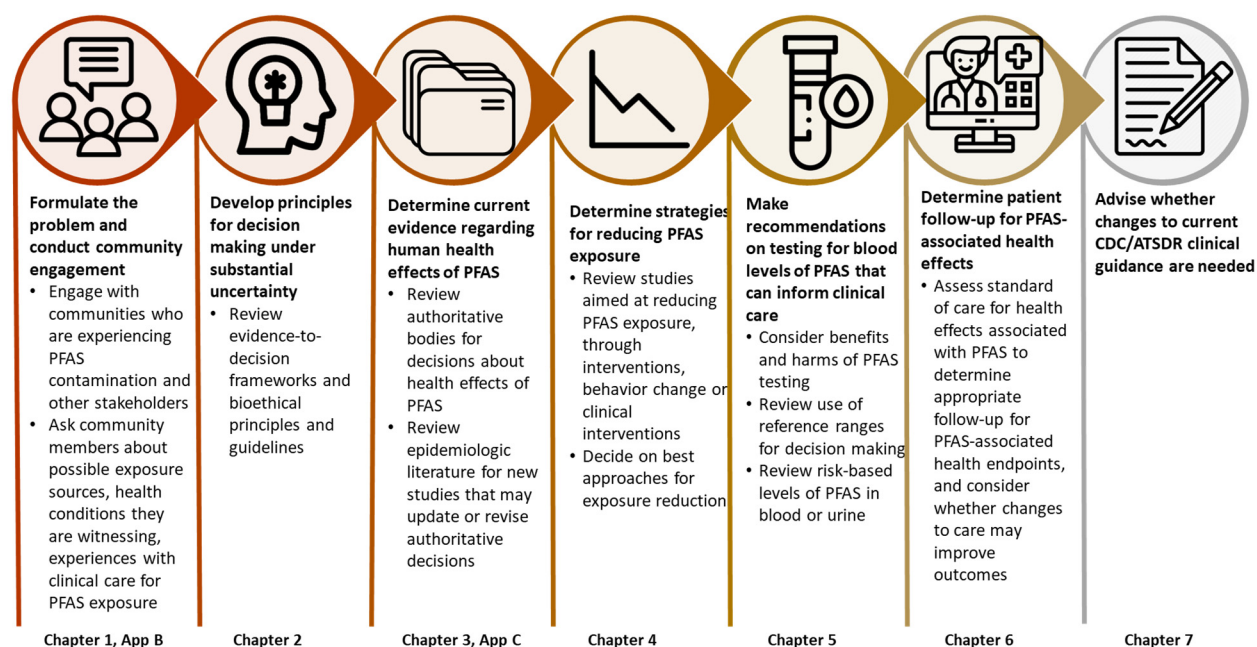 Formulate the
problem and
conduct community
engagement
• Engage with
communities who
are experiencing
PFAS
contamination and
other stakeholders
• Ask community
members about
possible exposure
sources, health
conditions they
are witnessing,
experiences with
clinical care for
PFAS exposure
Chapter 1, App B
Develop principles
for decision
making under
substantial
uncertainty
• Review
evidence-to-
decision
frameworks and
bioethical
principles and
guidelines
Chapter 2
Determine current
evidence regarding
human health
effects of PFAS
• Review
authoritative
bodies for
decisions about
health effects of
PFAS
• Review
epidemiologic
literature for new
studies that may
update or revise
authoritative
decisions
Chapter 3, App C
Determine strategies
for reducing PFAS
exposure
• Review studies
aimed at reducing
PFAS exposure,
through
interventions,
behavior change or
clinical
interventions
• Decide on best
approaches for
exposure reduction
Chapter 4
Make
recommendations
on testing for blood
levels of PFAS that
can inform clinical
care
• Consider benefits
and harms of PFAS
testing
• Review use of
reference ranges
for decision making
• Review risk-based
levels of PFAS in
blood or urine
Chapter 5
Determine patient
follow-up for PFAS-
associated health
effects
• Assess standard
of care for health
effects associated
with PFAS to
determine
appropriate
follow-up for
PFAS-associated
health endpoints,
and consider
whether changes
to care may
improve
outcomes
Chapter 6
Advise whether
changes to current
CDC/ATSDR clinical
guidance are needed
Chapter 7